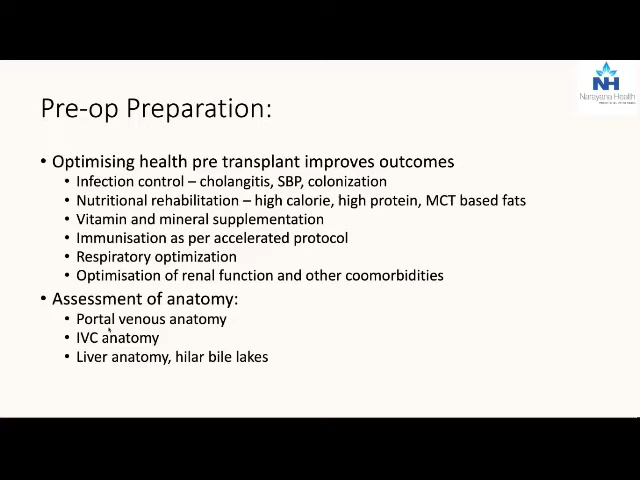 NH
Narayana Health
Pre-op Preparation:
• Optimising health pre transplant improves outcomes
• Infection control – cholangitis, SBP, colonization
• Nutritional rehabilitation – high calorie, high protein, MCT based fats
• Vitamin and mineral supplementation
• Immunisation as per accelerated protocol
• Respiratory optimization
• Optimisation of renal function and other coomorbidities
• Assessment of anatomy:
• Portal venous anatomy
• IVC anatomy
• Liver anatomy, hilar bile lakes